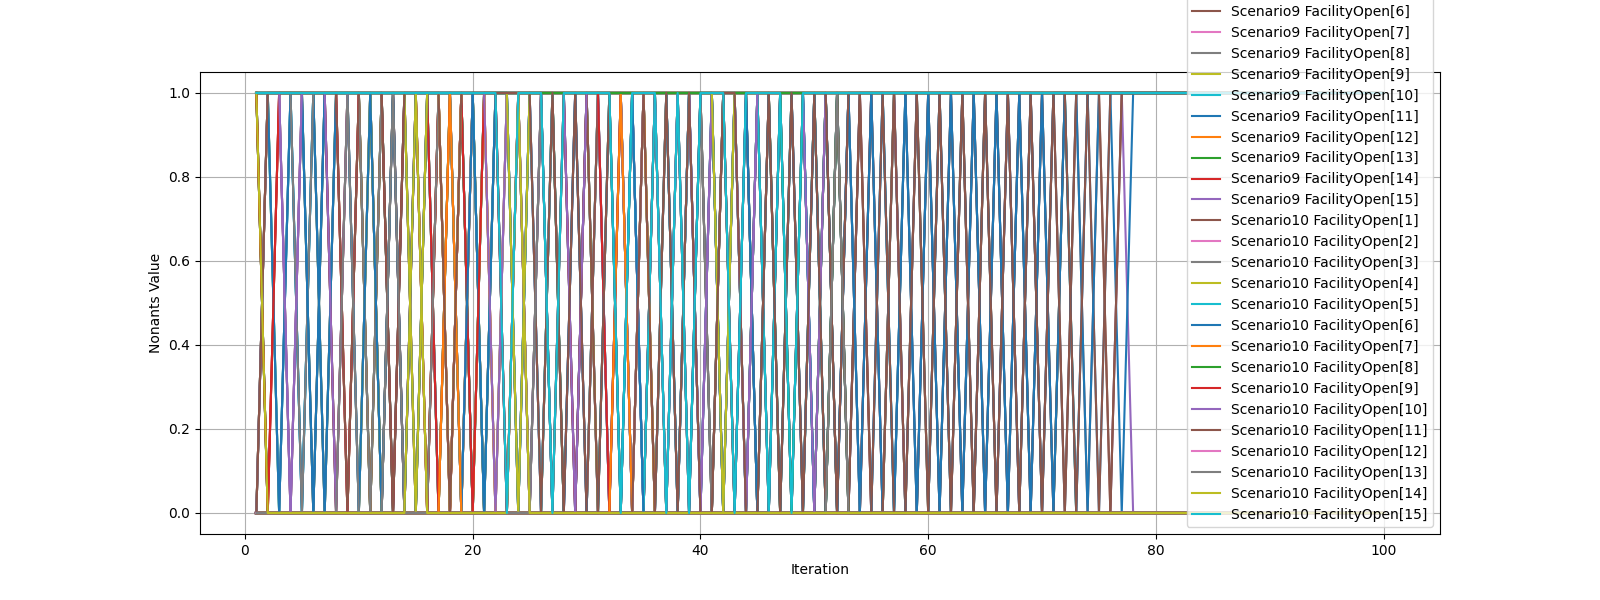 Scenario9 FacilityOpen[6]
Scenario9 FacilityOpen[7]
Scenario9 FacilityOpen[8]
Scenario9 FacilityOpen[9]
Scenario9 FacilityOpen[10]
Scenario9 FacilityOpen[11]
Scenario9 FacilityOpen[12]
Scenario9 FacilityOpen[13]
Scenario9 FacilityOpen[14]
Scenario9 FacilityOpen[15]
Scenario10 FacilityOpen[1]
Scenario10 FacilityOpen[2]
Scenario10 FacilityOpen[3]
Scenario10 FacilityOpen[4]
Scenario10 FacilityOpen[5]
Scenario10 FacilityOpen[6]
Scenario10 FacilityOpen[7]
Scenario10 FacilityOpen[8]
Scenario10 FacilityOpen[9]
Scenario10 FacilityOpen[10]
Scenario10 FacilityOpen[11]
Scenario10 FacilityOpen[12]
Scenario10 FacilityOpen[13]
Scenario10 FacilityOpen[14]
Scenario10 FacilityOpen[15]
1.0
0.8
0.6
0.4
0.2
0.0
Nonants Value
0 20 40 60 80 100
Iteration